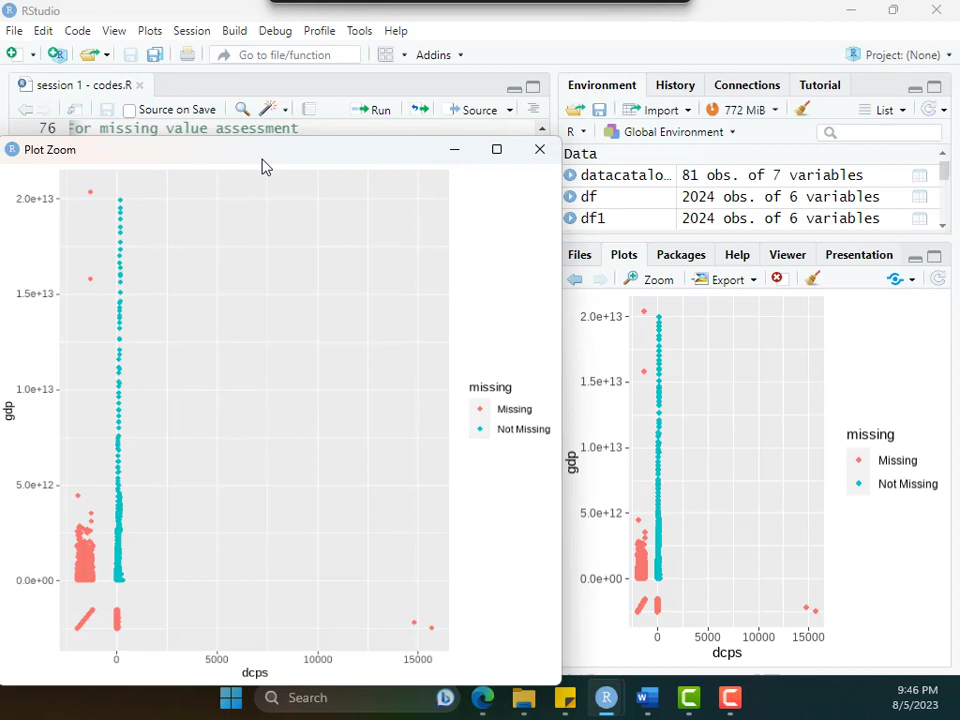 RStudio
File Edit Code View Plots Session Build Debug Profile Tools Help
Go to file/function Addins Project: (None)
session 1 - codes.R
Source on Save Run Source
76 For missing value assessment
Plot Zoom
2.0e+13
1.5e+13
1.0e+13
5.0e+12
0.0e+00
gdp
0 5000 10000 15000
dcps
missing
Missing
Not Missing
Environment History Connections Tutorial
Import 772 MiB List
R Global Environment
Data
datacatalo... 81 obs. of 7 variables
df 2024 obs. of 6 variables
df1 2024 obs. of 6 variables
Files Plots Packages Help Viewer Presentation
Zoom Export
2.0e+13
1.5e+13
1.0e+13
5.0e+12
0.0e+00
gdp
0 5000 10000 15000
dcps
missing
Missing
Not Missing
Search
9:46 PM
8/5/2023